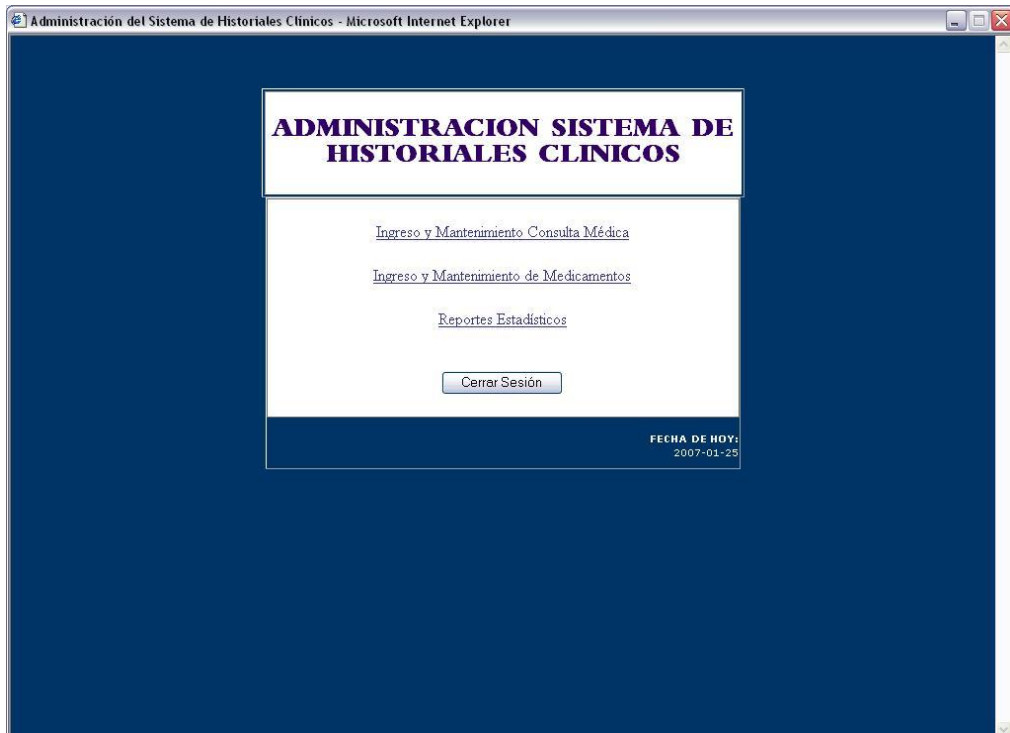 Administración del Sistema de Historiales Clínicos - Microsoft Internet Explorer
ADMINISTRACION SISTEMA DE
HISTORIALES CLINICOS
Ingreso y Mantenimiento Consulta Médica
Ingreso y Mantenimiento de Medicamentos
Reportes Estadísticos
Cerrar Sesión
FECHA DE HOY:
2007-01-25